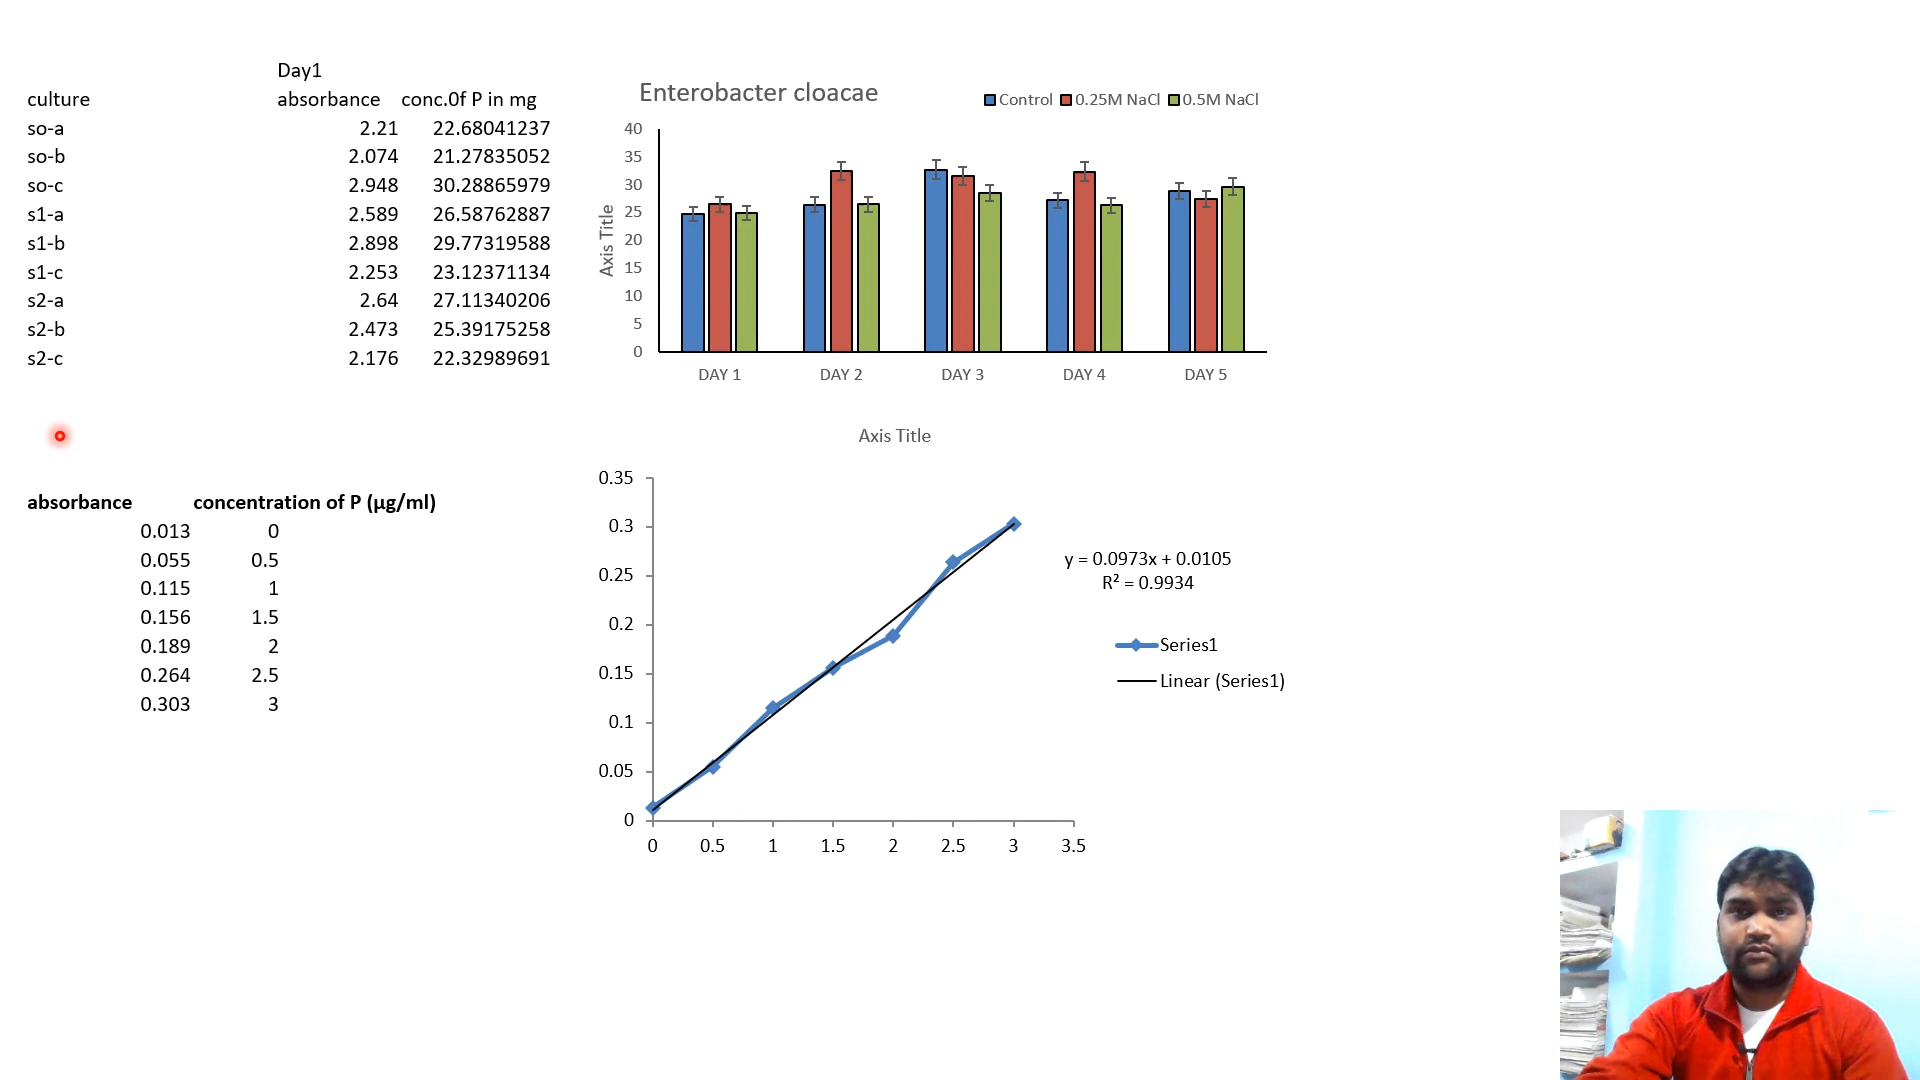 Day1
culture absorbance conc.0f P in mg
so-a 2.21 22.68041237
so-b 2.074 21.27835052
so-c 2.948 30.28865979
s1-a 2.589 26.58762887
s1-b 2.898 29.77319588
s1-c 2.253 23.12371134
s2-a 2.64 27.11340206
s2-b 2.473 25.39175258
s2-c 2.176 22.32989691
Enterobacter cloacae
Control 0.25M NaCl 0.5M NaCl
Axis Title
40
35
30
25
20
15
10
5
0
DAY 1 DAY 2 DAY 3 DAY 4 DAY 5
Axis Title
absorbance concentration of P (µg/ml)
0.013 0
0.055 0.5
0.115 1
0.156 1.5
0.189 2
0.264 2.5
0.303 3
0.35
0.3
0.25
0.2
0.15
0.1
0.05
0
0 0.5 1 1.5 2 2.5 3 3.5
y = 0.0973x + 0.0105
R² = 0.9934
Series1
Linear (Series1)